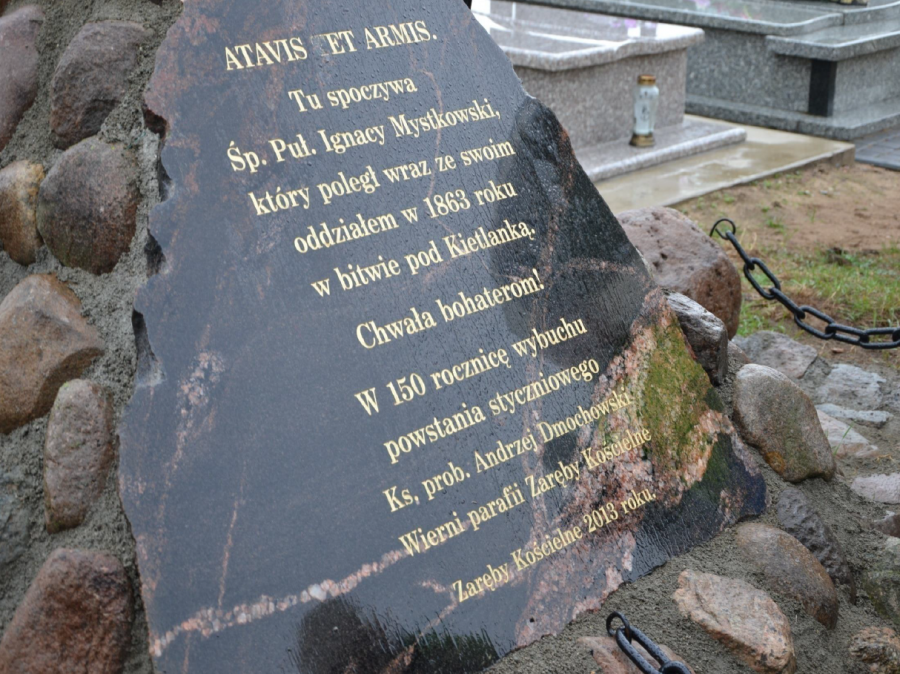 ATAVIS ET ARMIS.
Tu spoczywa
Śp. Puł. Ignacy Mystkowski,
który poległ wraz ze swoim
oddziałem w 1863 roku
w bitwie pod Kietlanką.
Chwała bohaterom!
W 150 rocznicę wybuchu
powstania styczniowego
Ks, prob. Andrzej Dmochowski
Wierni parafii Zaręby Kościelne
Zaręby Kościelne 2013 roku.